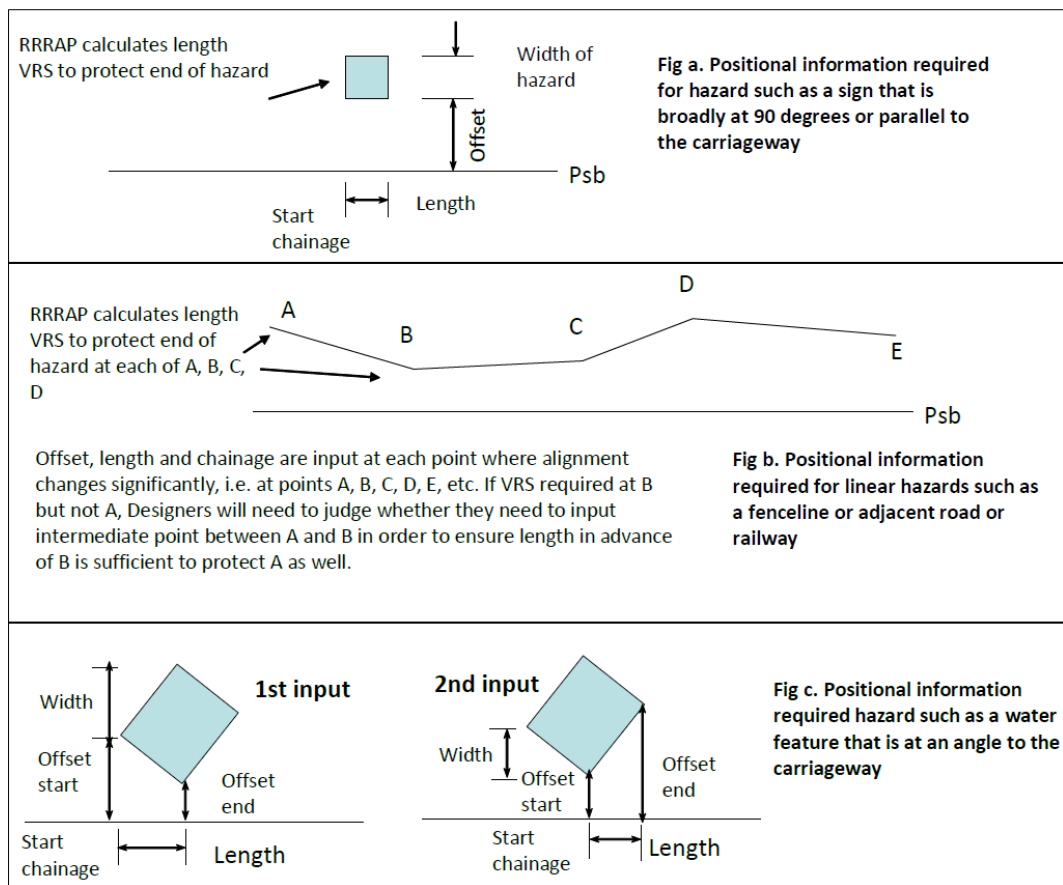 RRRAP calculates length
VRS to protect end of hazard
Width of
hazard
Offset
Psb
Length
Start
chainage
Fig a. Positional information required
for hazard such as a sign that is
broadly at 90 degrees or parallel to
the carriageway
RRRAP calculates length
VRS to protect end of
hazard at each of A, B, C,
D
A
B
C
D
E
Psb
Offset, length and chainage are input at each point where alignment
changes significantly, i.e. at points A, B, C, D, E, etc. If VRS required at B
but not A, Designers will need to judge whether they need to input
intermediate point between A and B in order to ensure length in advance
of B is sufficient to protect A as well.
Fig b. Positional information
required for linear hazards such as
a fenceline or adjacent road or
railway
1st input
Width
Offset
start
Offset
end
Start
chainage
Length
2nd input
Width
Offset
start
Offset
end
Start
chainage
Length
Fig c. Positional information
required hazard such as a water
feature that is at an angle to the
carriageway